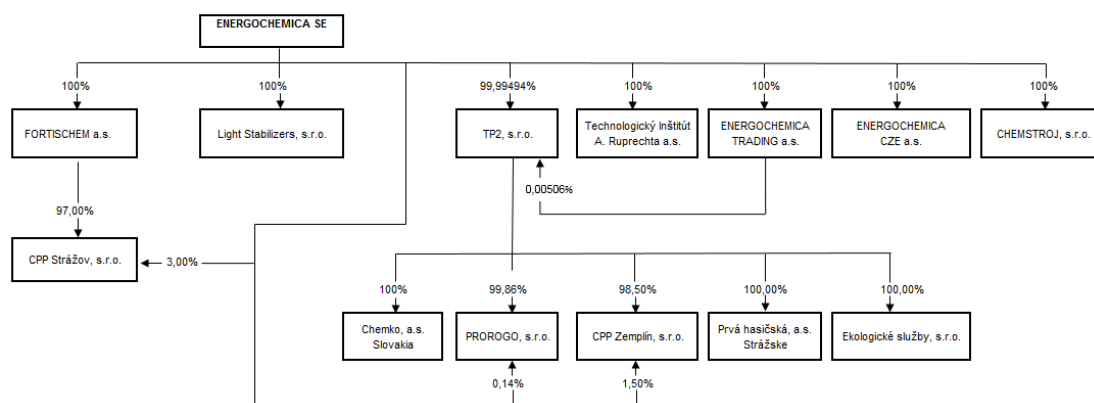 ENERGOCHEMICA SE
100%
100%
99,99494%
100%
100%
100%
100%
FORTISCHEM a.s.
Light Stabilizers, s.r.o.
TP2, s.r.o.
Technologický Inštitút
A. Ruprechta a.s.
ENERGOCHEMICA
TRADING a.s.
ENERGOCHEMICA
CZE a.s.
CHEMSTROJ, s.r.o.
0,00506%
97,00%
CPP Strážov, s.r.o.
3,00%
100%
99,86%
98,50%
100,00%
100,00%
Chemko, a.s.
Slovakia
PROROGO, s.r.o.
CPP Zemplín, s.r.o.
Prvá hasičská, a.s.
Strážske
Ekologické služby, s.r.o.
0,14%
1,50%